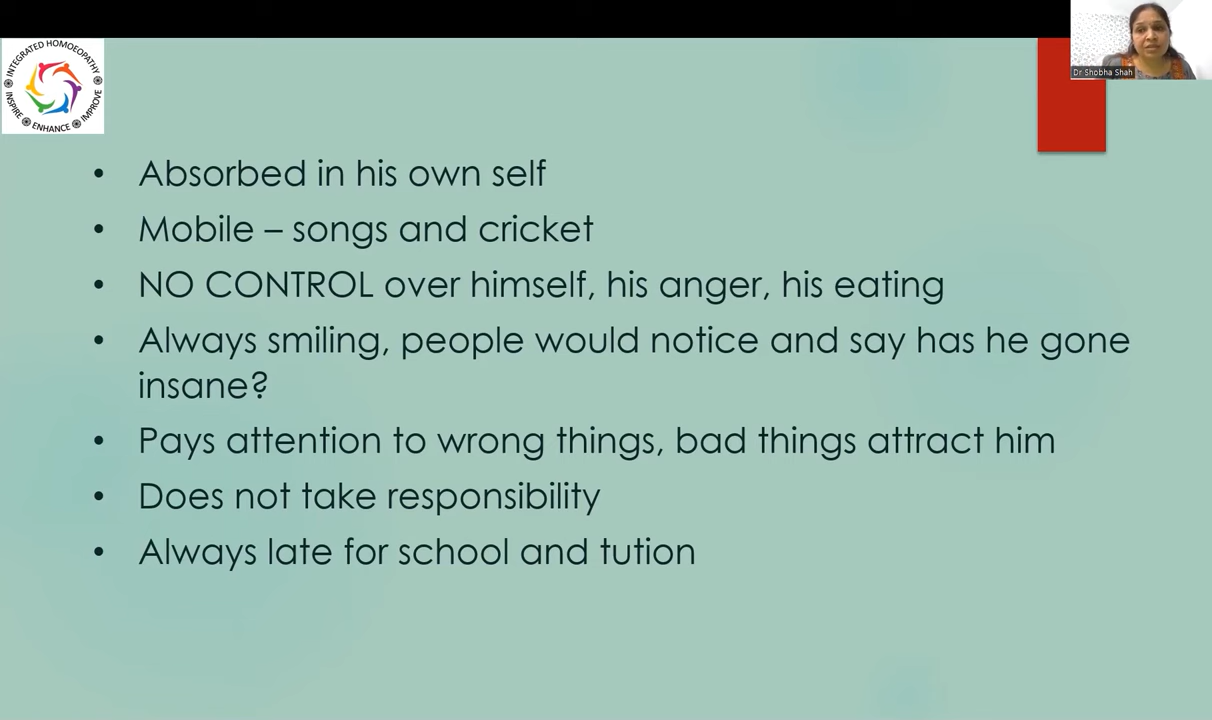 INTEGRATED HOMOEOPATHY
INSPIRE ENHANCE IMPROVE
Dr Shobha Shah
• Absorbed in his own self
• Mobile – songs and cricket
• NO CONTROL over himself, his anger, his eating
• Always smiling, people would notice and say has he gone
insane?
• Pays attention to wrong things, bad things attract him
• Does not take responsibility
• Always late for school and tution